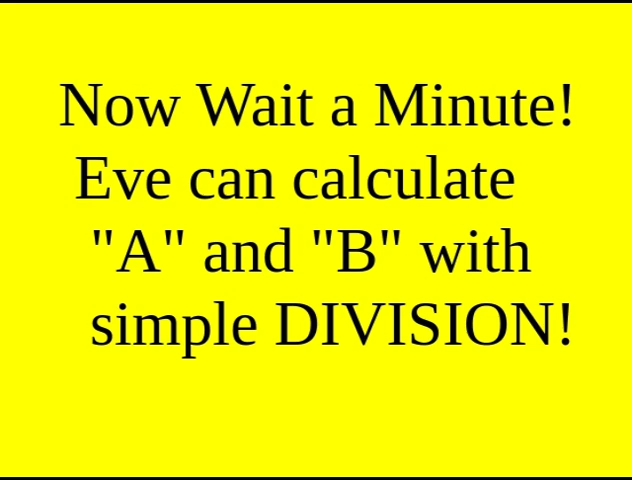 Now Wait a Minute!
Eve can calculate
"A" and "B" with
simple DIVISION!